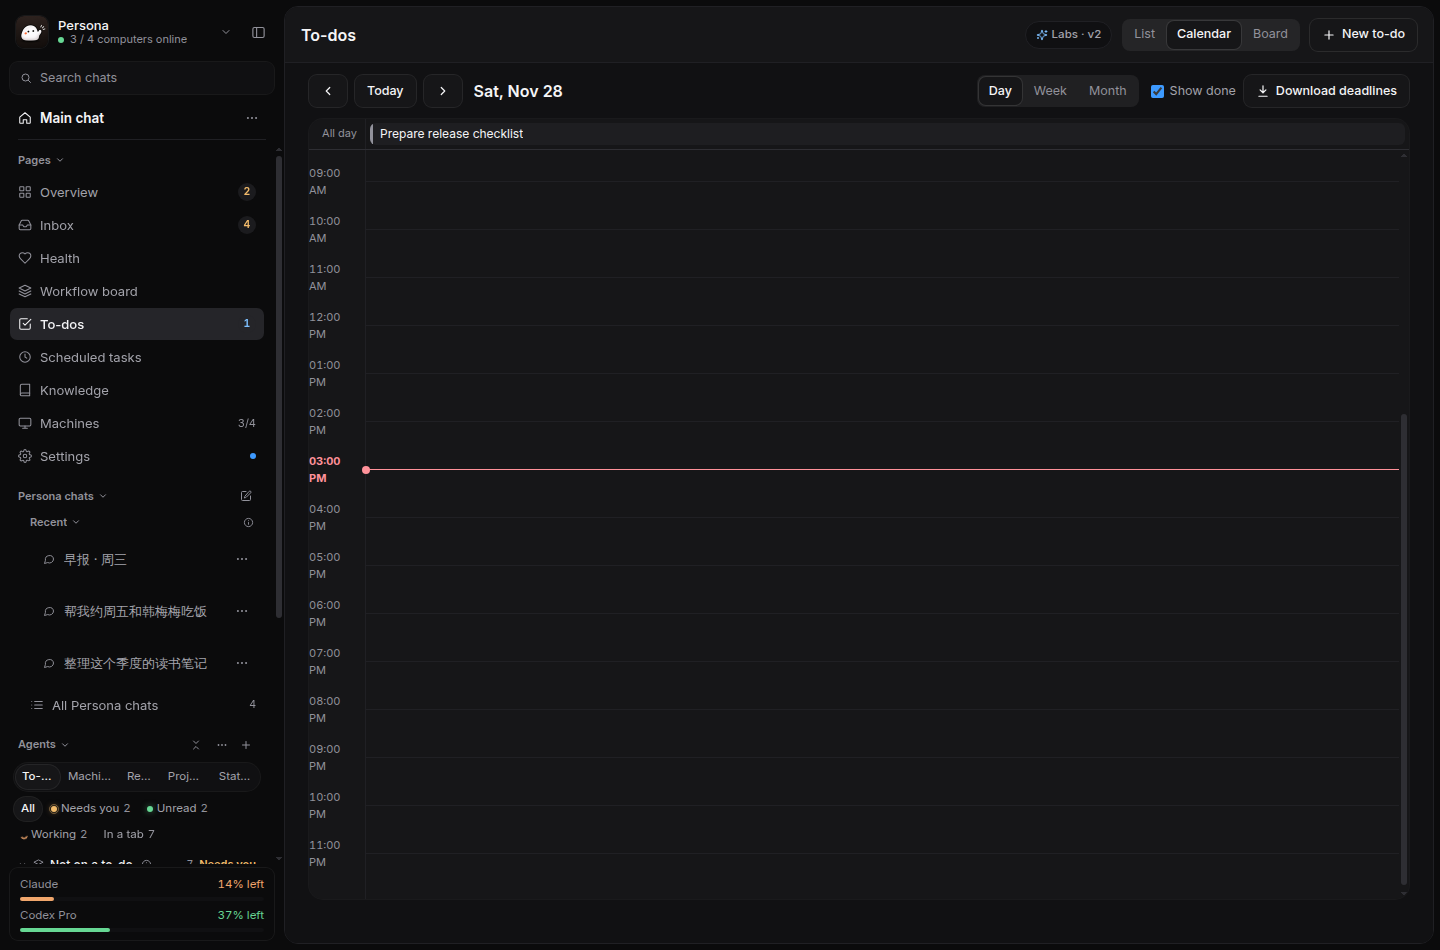 Persona
3 / 4 computers online
Search chats
Main chat
Pages
Overview 2
Inbox 4
Health
Workflow board
To-dos 1
Scheduled tasks
Knowledge
Machines 3/4
Settings
Persona chats
Recent
早报 · 周三
帮我约周五和韩梅梅吃饭
整理这个季度的读书笔记
All Persona chats 4
Agents
To-... Machi... Re... Proj... Stat...
All Needs you 2 Unread 2
Working 2 In a tab 7
Not on a to-do 7 Needs you
Claude 14% left
Codex Pro 37% left
To-dos
Labs · v2
List Calendar Board
New to-do
Today
Sat, Nov 28
Day Week Month
Show done
Download deadlines
All day Prepare release checklist
09:00
AM
10:00
AM
11:00
AM
12:00
PM
01:00
PM
02:00
PM
03:00
PM
04:00
PM
05:00
PM
06:00
PM
07:00
PM
08:00
PM
09:00
PM
10:00
PM
11:00
PM